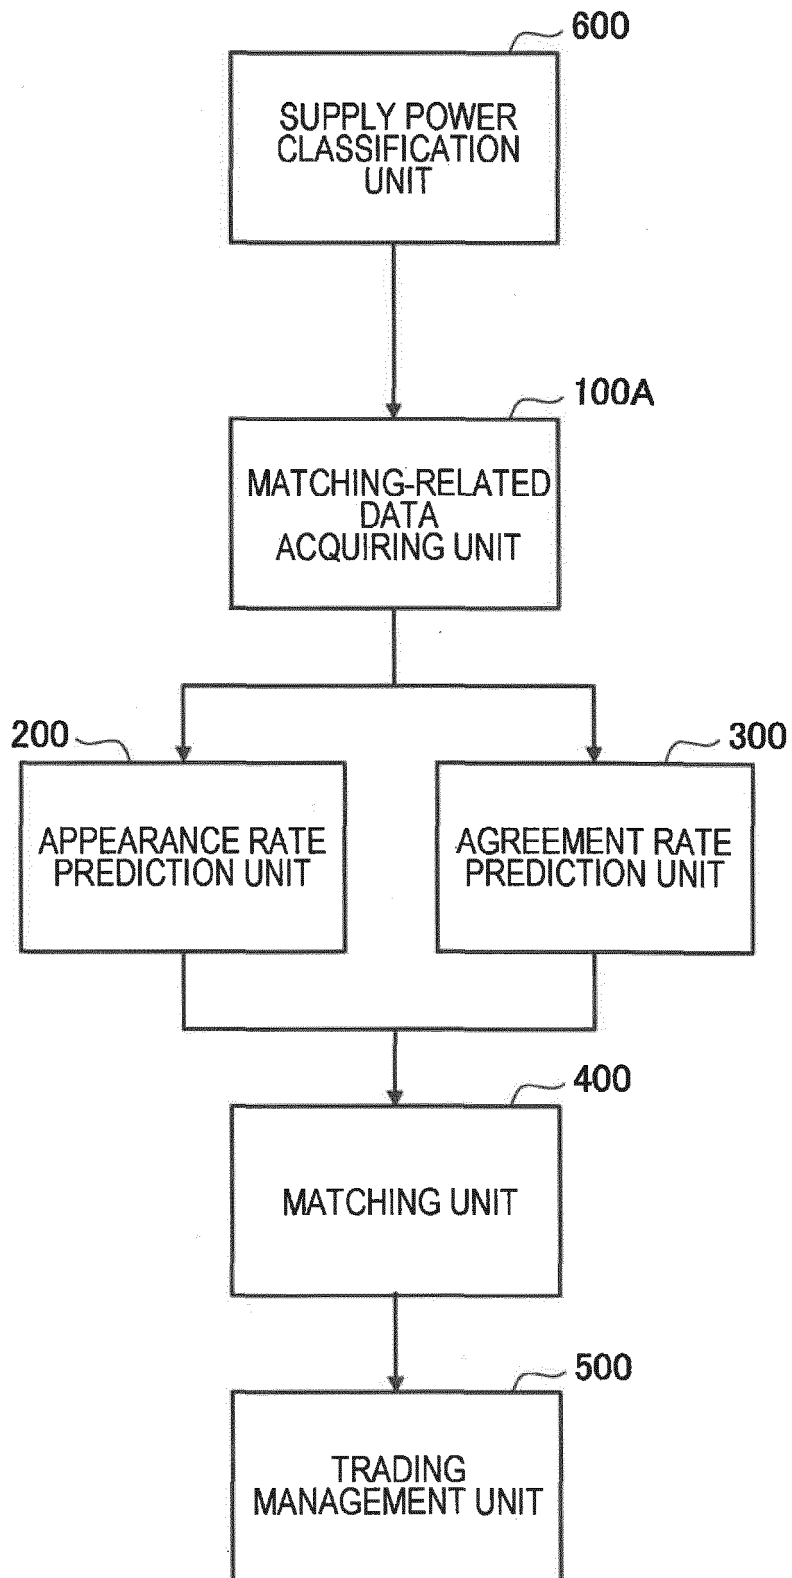 600
SUPPLY POWER
CLASSIFICATION
UNIT
100A
MATCHING-RELATED
DATA
ACQUIRING UNIT
200
300
APPEARANCE RATE
PREDICTION UNIT
AGREEMENT RATE
PREDICTION UNIT
400
MATCHING UNIT
500
TRADING
MANAGEMENT UNIT